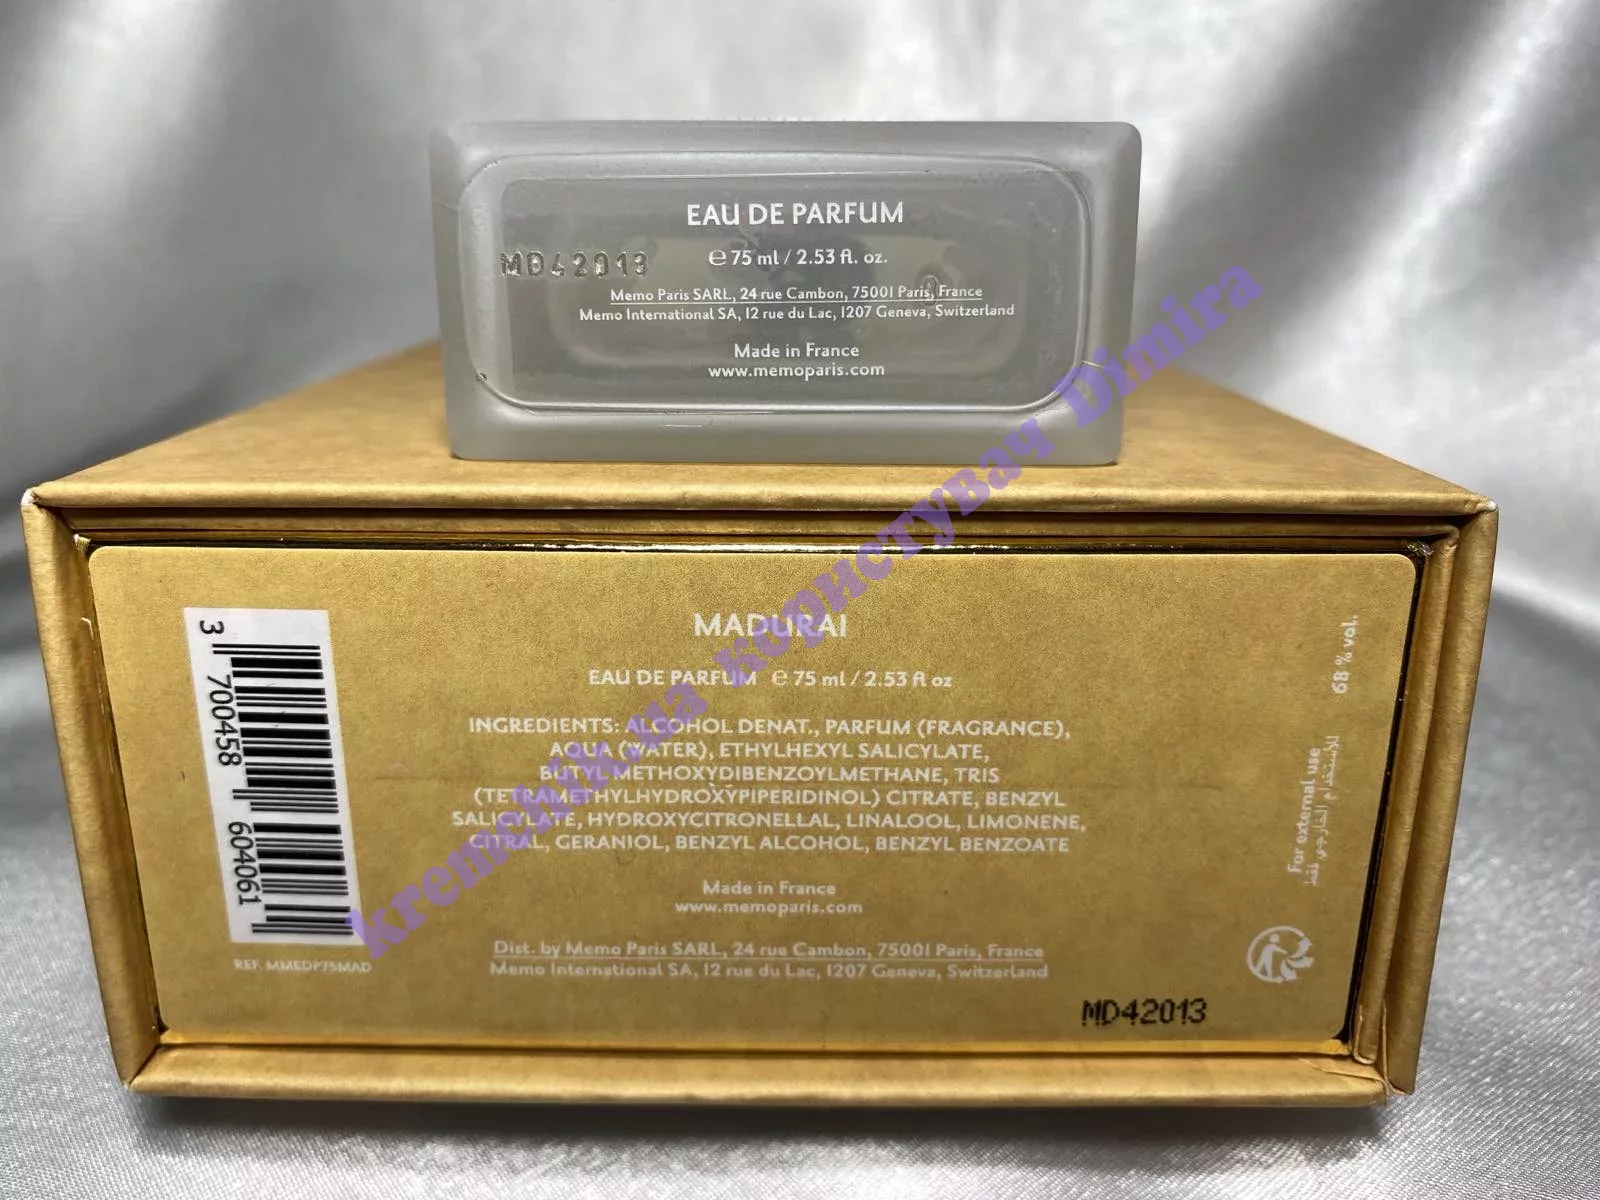 EAU DE PARFUM
MD42013
℮ 75 ml / 2.53 fl. oz.
Memo Paris SARL, 24 rue Cambon, 75001 Paris, France
Memo International SA, 12 rue du Lac, 1207 Geneva, Switzerland
Made in France
www.memoparis.com
MADURAI
EAU DE PARFUM ℮ 75 ml / 2.53 fl oz
INGREDIENTS: ALCOHOL DENAT., PARFUM (FRAGRANCE),
AQUA (WATER), ETHYLHEXYL SALICYLATE,
BUTYL METHOXYDIBENZOYLMETHANE, TRIS
(TETRAMETHYLHYDROXYPIPERIDINOL) CITRATE, BENZYL
SALICYLATE, HYDROXYCITRONELLAL, LINALOOL, LIMONENE,
CITRAL, GERANIOL, BENZYL ALCOHOL, BENZYL BENZOATE
Made in France
www.memoparis.com
Dist. by Memo Paris SARL, 24 rue Cambon, 75001 Paris, France
Memo International SA, 12 rue du Lac, 1207 Geneva, Switzerland
3 700458 604061
REF. MMEDP75MAD
68 % vol.
For external use
للاستخدام الخارجي فقط
MD42013
kremchik.ua користувач Dimira